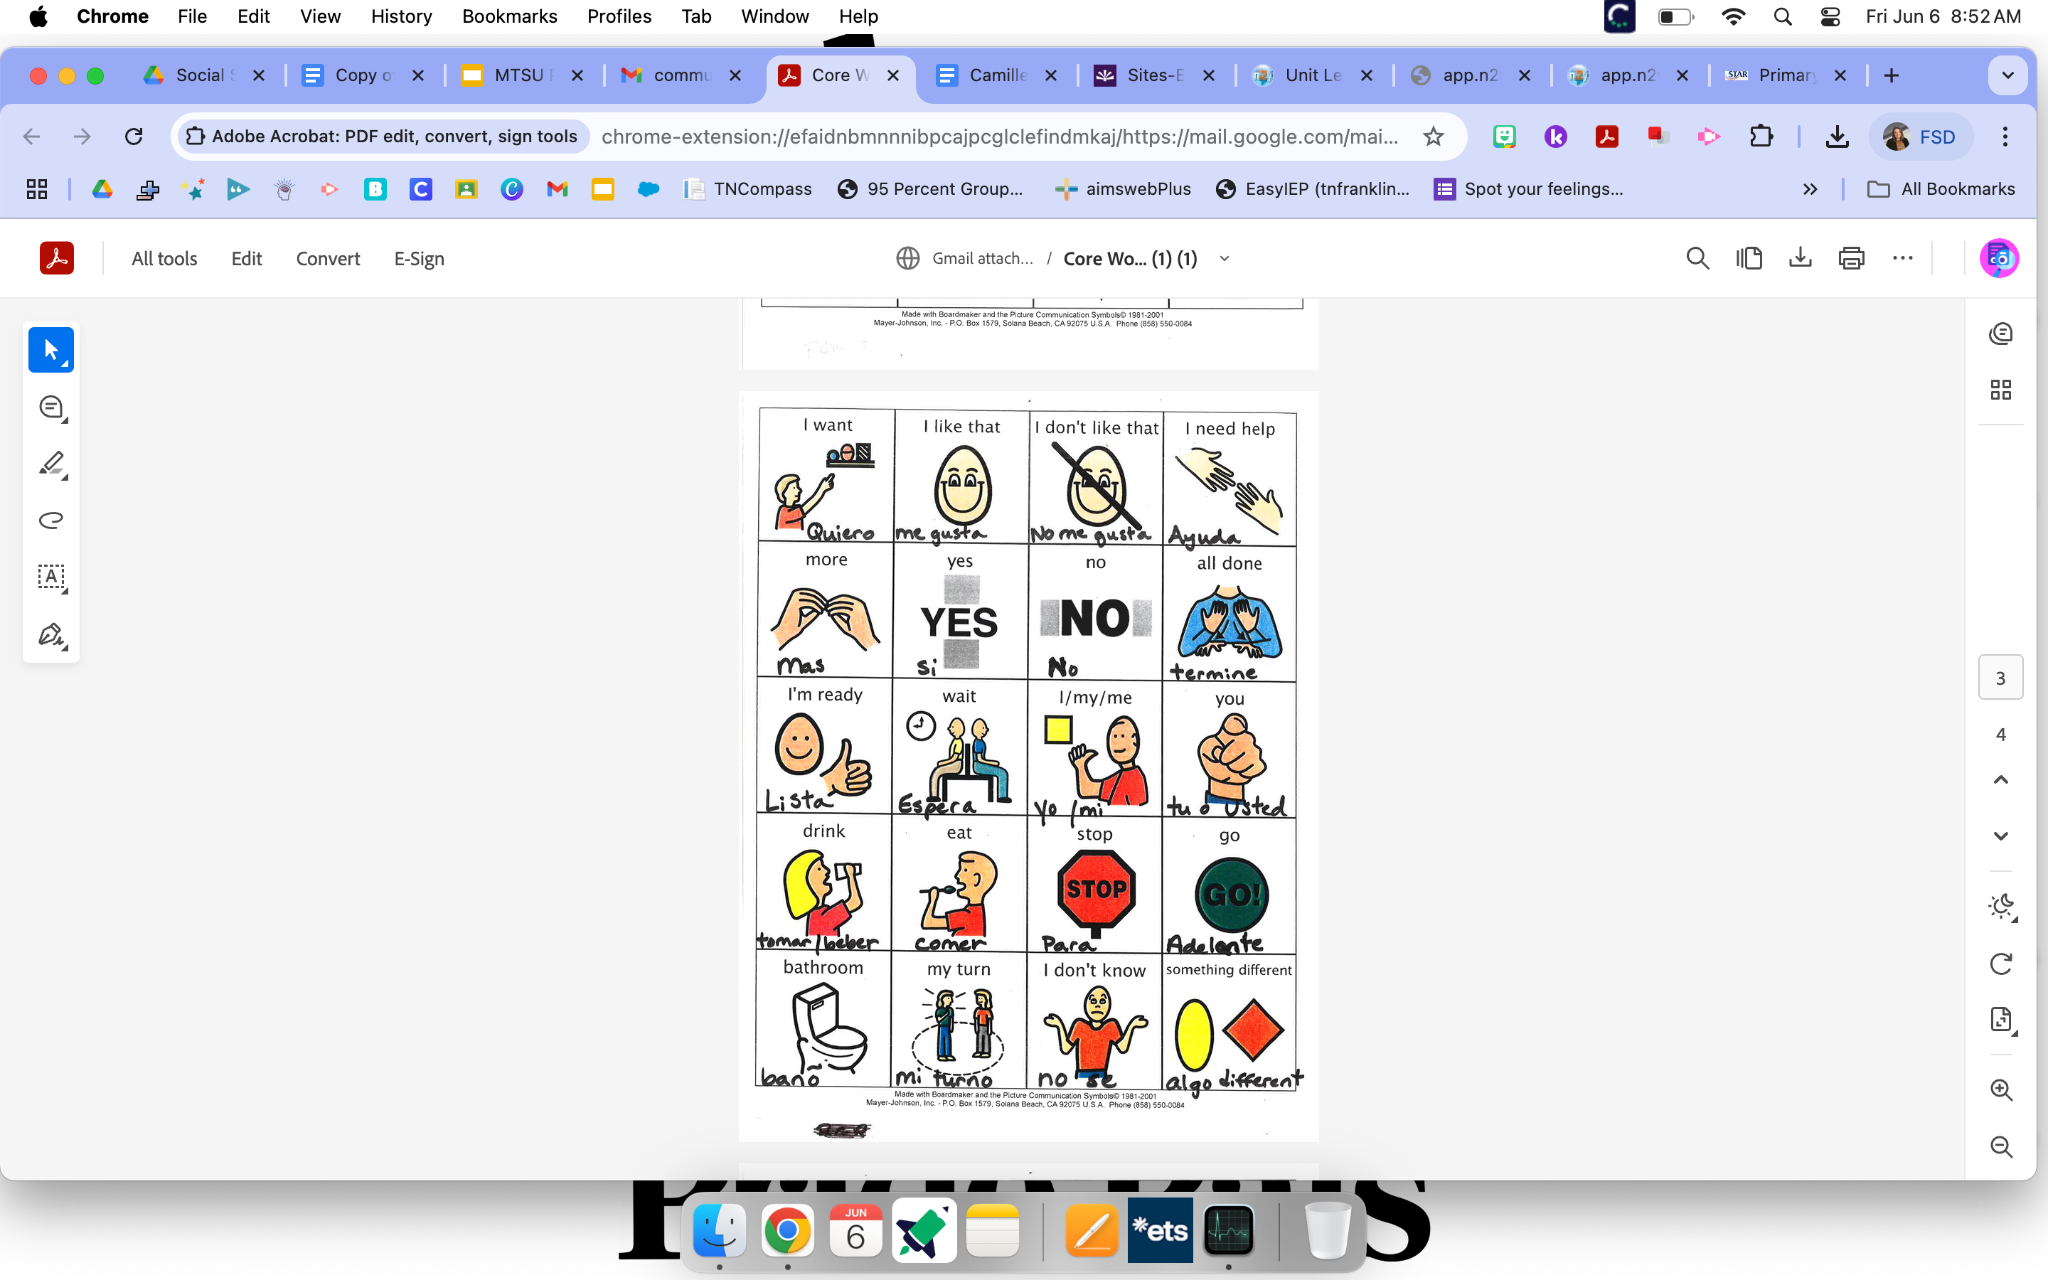 Chrome File Edit View History Bookmarks Profiles Tab Window Help Fri Jun 6 8:52 AM
Social Copy o MTSU commu Core W Camille Sites-E Unit Le app.n2 app.n2 STAR Primar
Adobe Acrobat: PDF edit, convert, sign tools chrome-extension://efaidnbmnnnibpcajpcglclefindmkaj/https://mail.google.com/mai... FSD
TNCompass 95 Percent Group... aimswebPlus EasyIEP (tnfranklin... Spot your feelings... All Bookmarks
All tools Edit Convert E-Sign Gmail attach... / Core Wo... (1) (1)
Made with Boardmaker and the Picture Communication Symbols© 1981-2001
Mayer-Johnson, Inc. - P.O. Box 1579, Solana Beach, CA 92075 U.S.A. Phone (858) 550-0084
I want I like that I don't like that I need help
Quiero me gusta No me gusta Ayuda
more yes no all done
YES NO
Mas si No termine
I'm ready wait I/my/me you
Lista Espera yo/mi tu o usted
drink eat stop go
STOP GO!
tomar/beber comer Para Adelante
bathroom my turn I don't know something different
bañ o mi turno no se algo different
Made with Boardmaker and the Picture Communication Symbols© 1981-2001
Mayer-Johnson, Inc. - P.O. Box 1579, Solana Beach, CA 92075 U.S.A. Phone (858) 550-0084
3
4
JUN
6
*ets